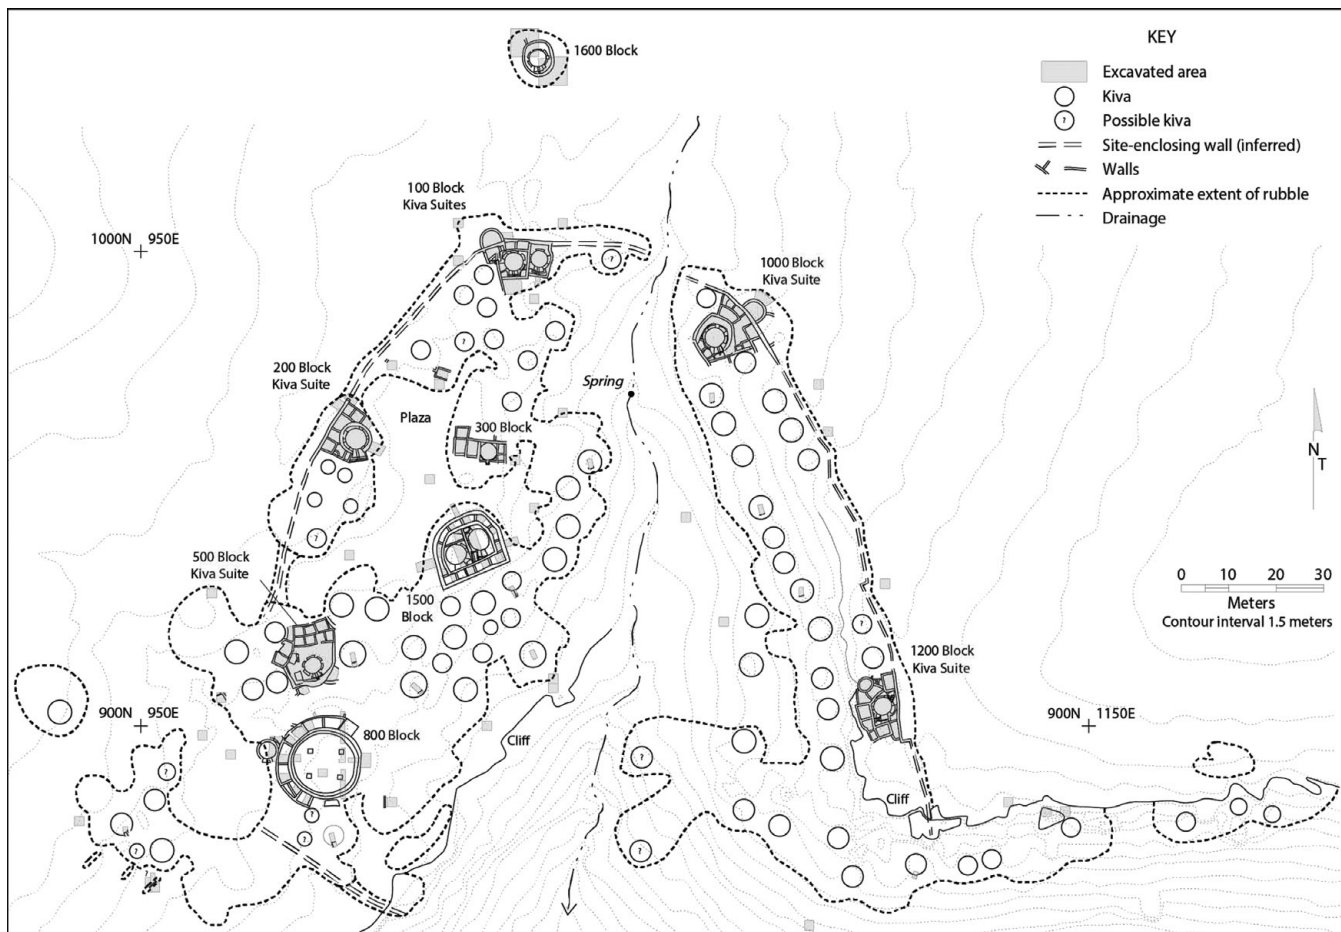 1600 Block
KEY
Excavated area
Kiva
? Possible kiva
Site-enclosing wall (inferred)
Walls
Approximate extent of rubble
Drainage
100 Block
Kiva Suites
1000N 950E
?
1000 Block
Kiva Suite
?
200 Block
Kiva Suite
Spring
Plaza
300 Block
N
T
?
500 Block
Kiva Suite
1500
Block
0 10 20 30
Meters
Contour interval 1.5 meters
?
1200 Block
Kiva Suite
900N 950E
900N 1150E
800 Block
Cliff
?
?
Cliff
?
?
?
?